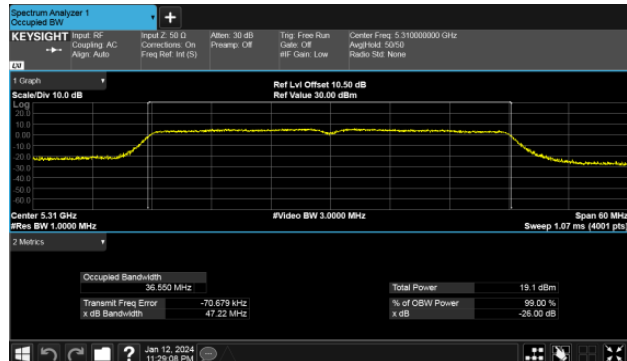 Spectrum Analyzer 1
Occupied BW
+
KEYSIGHT
Input: RF
Coupling: AC
Align: Auto
Input Z: 50 Ω
Corrections: On
Freq Ref: Int (S)
Atten: 30 dB
Preamp: Off
Trig: Free Run
Gate: Off
#IF Gain: Low
Center Freq: 5.310000000 GHz
Avg|Hold: 50/50
Radio Std: None
LXI
1 Graph
Scale/Div 10.0 dB
Ref Lvl Offset 10.50 dB
Ref Value 30.00 dBm
Log
20.0
10.0
0.00
-10.0
-20.0
-30.0
-40.0
-50.0
-60.0
Center 5.31 GHz
#Res BW 1.0000 MHz
#Video BW 3.0000 MHz
Span 60 MHz
Sweep 1.07 ms (4001 pts)
2 Metrics
Occupied Bandwidth
36.550 MHz
Transmit Freq Error -70.679 kHz
x dB Bandwidth 47.22 MHz
Total Power 19.1 dBm
% of OBW Power 99.00 %
x dB -26.00 dB
?
Jan 12, 2024
11:29:08 PM